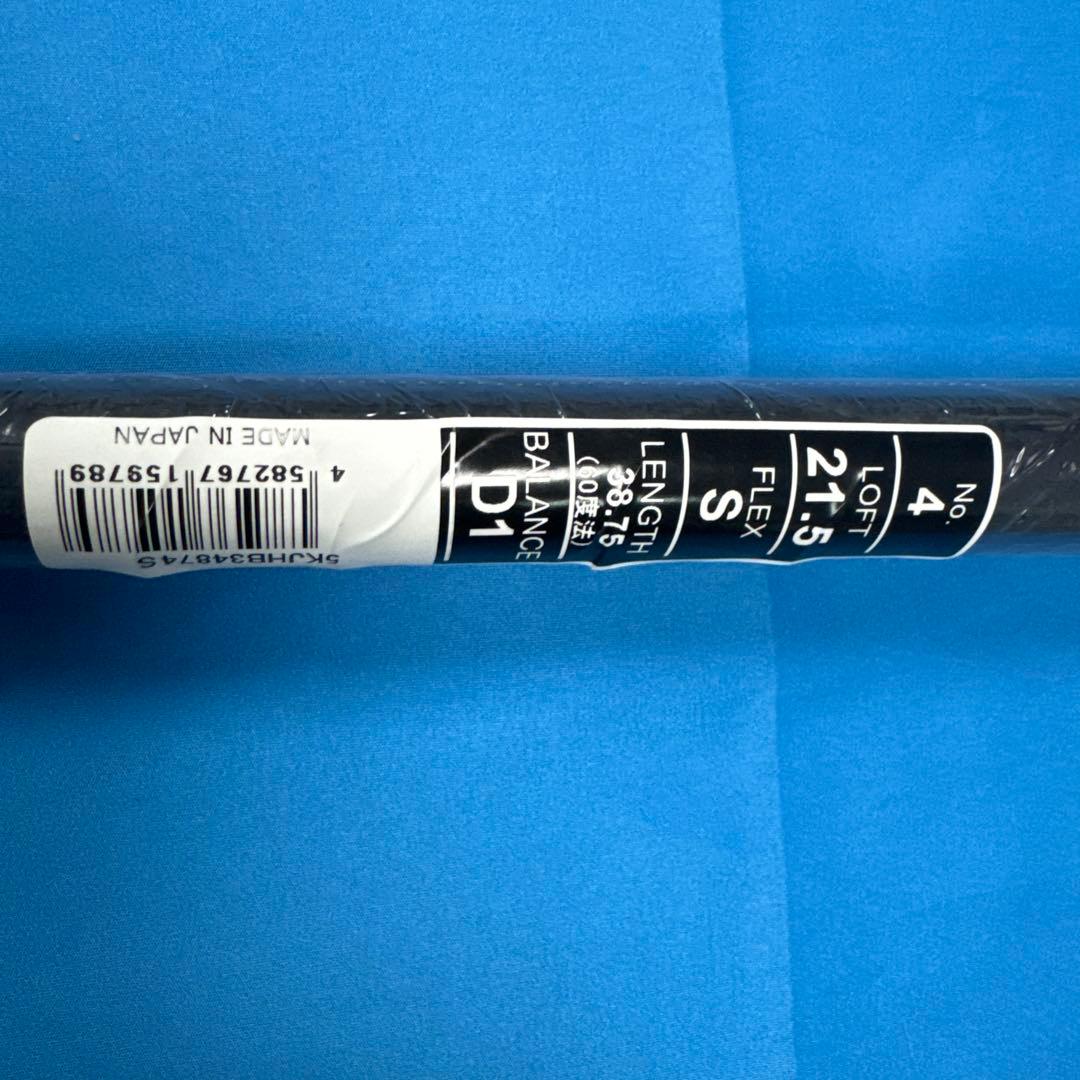 No.
4
LOFT
21.5
FLEX
S
LENGTH
38.75
(60度法)
BALANCE
D1
5KJHB34874S
4 582767 159789
MADE IN JAPAN